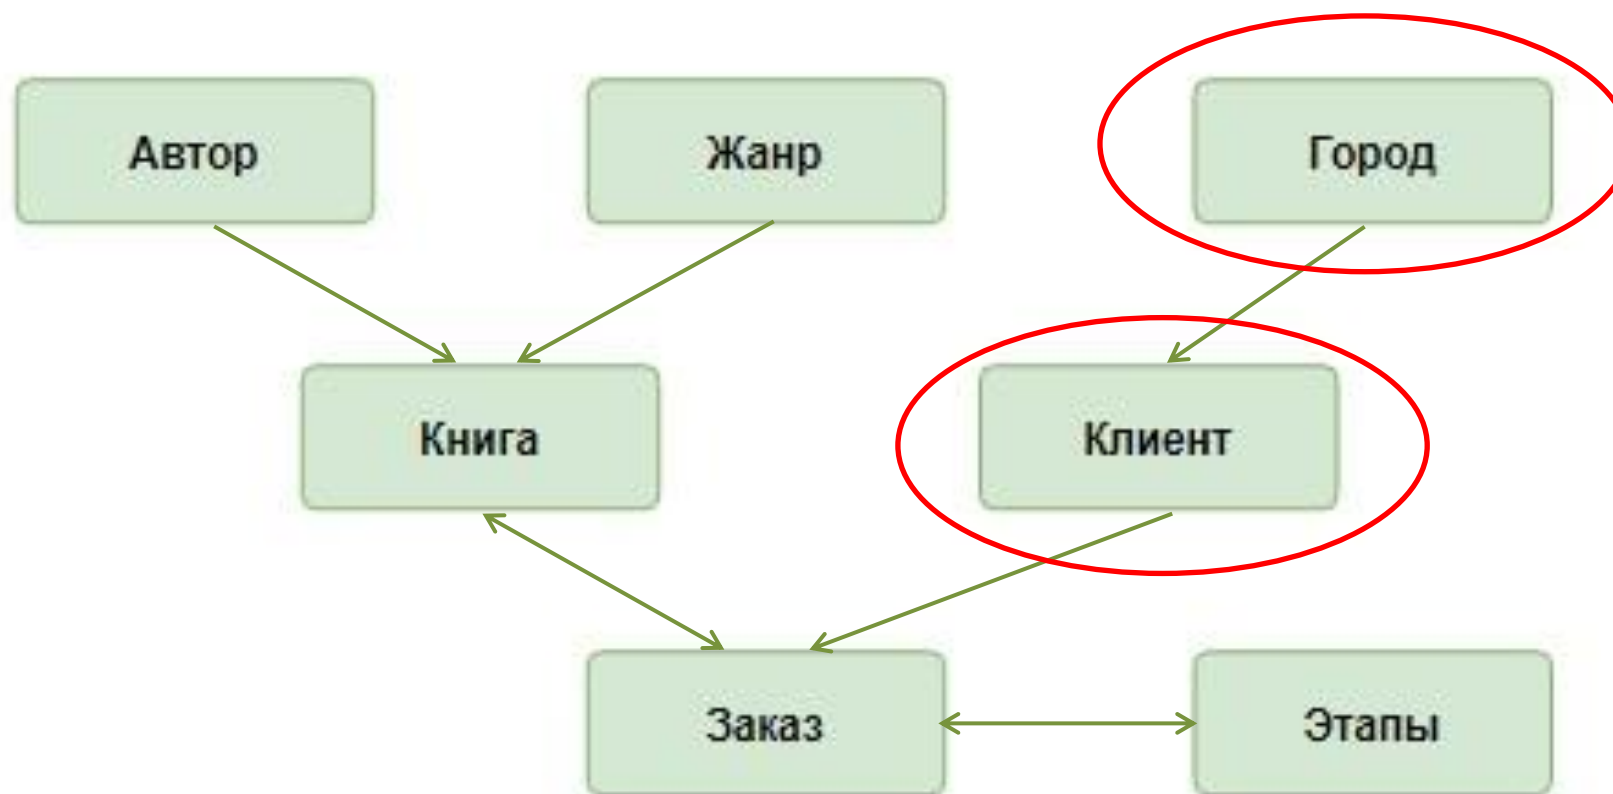 Автор
Жанр
Город
Книга
Клиент
Заказ
Этапы